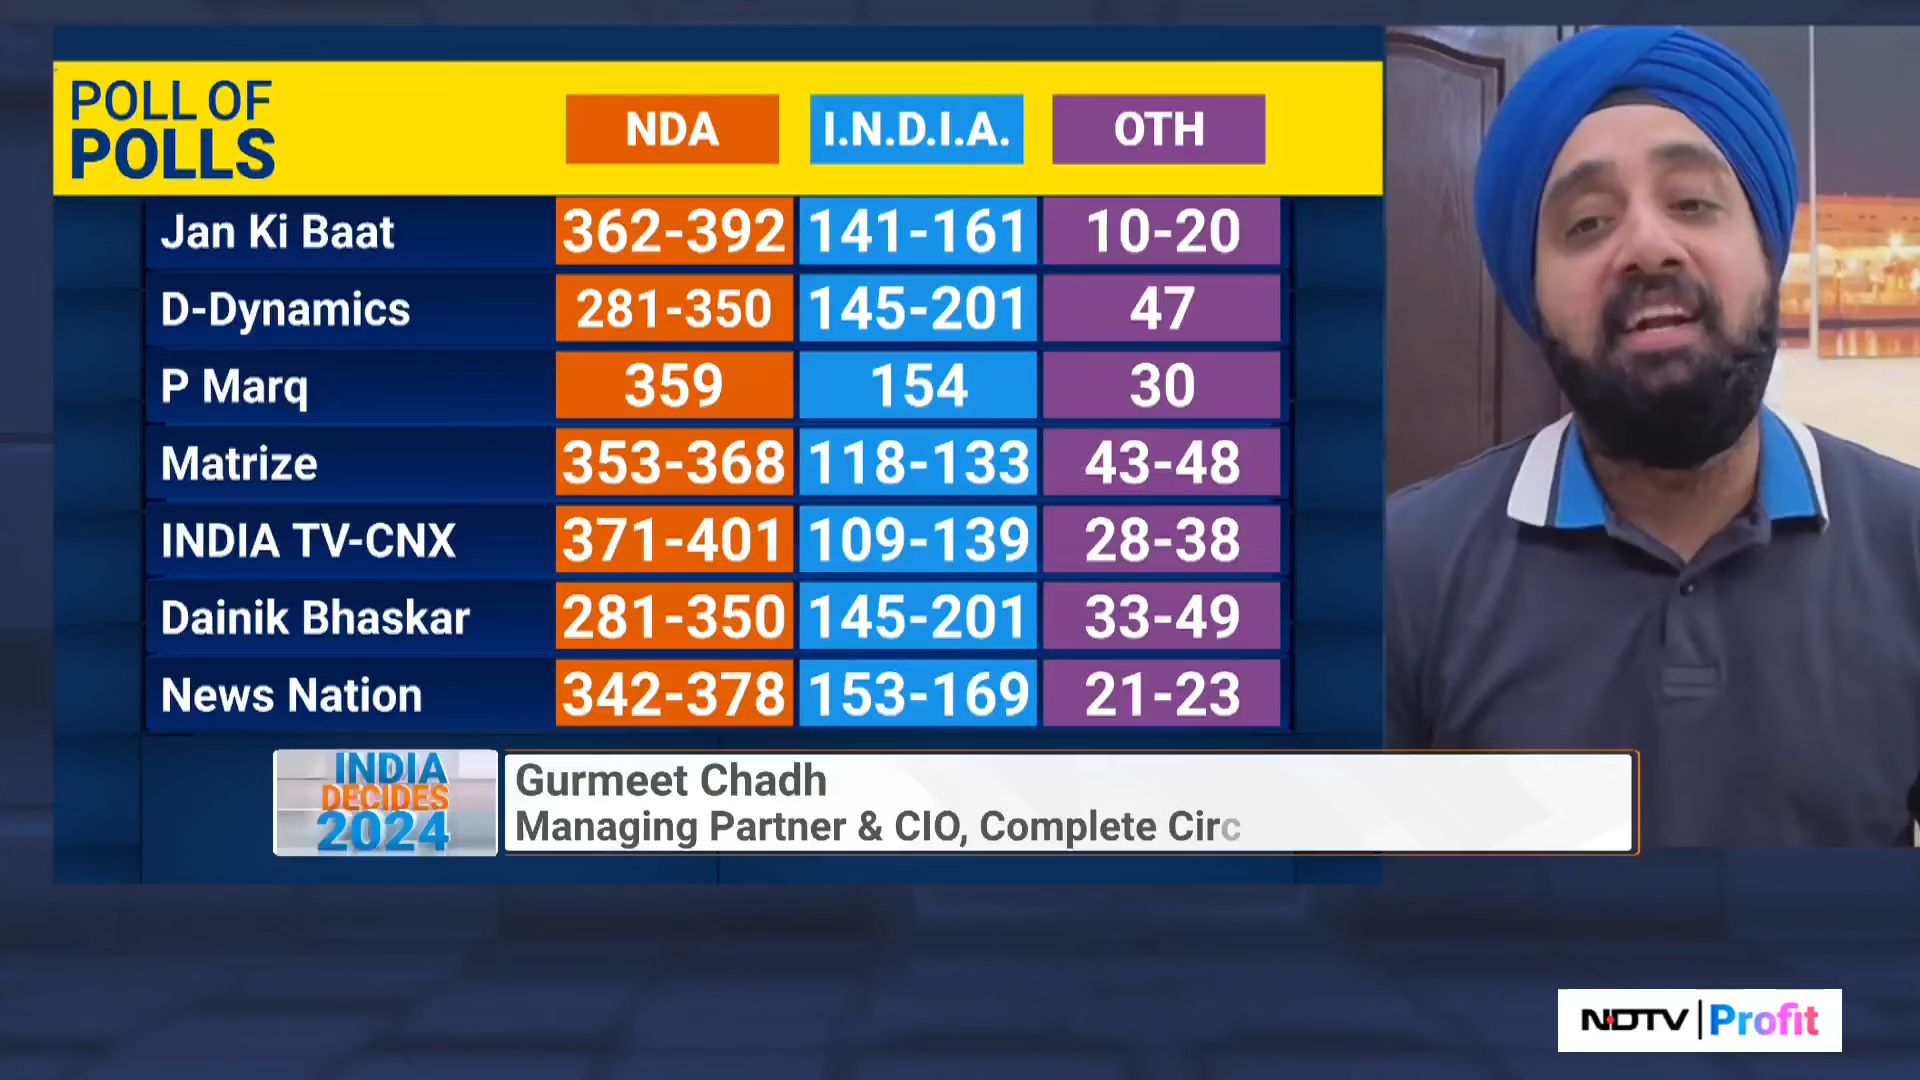 POLL OF
POLLS
NDA I.N.D.I.A. OTH
Jan Ki Baat 362-392 141-161 10-20
D-Dynamics 281-350 145-201 47
P Marq 359 154 30
Matrize 353-368 118-133 43-48
INDIA TV-CNX 371-401 109-139 28-38
Dainik Bhaskar 281-350 145-201 33-49
News Nation 342-378 153-169 21-23
INDIA
DECIDES
2024
Gurmeet Chadh
Managing Partner & CIO, Complete Circ
NDTV Profit